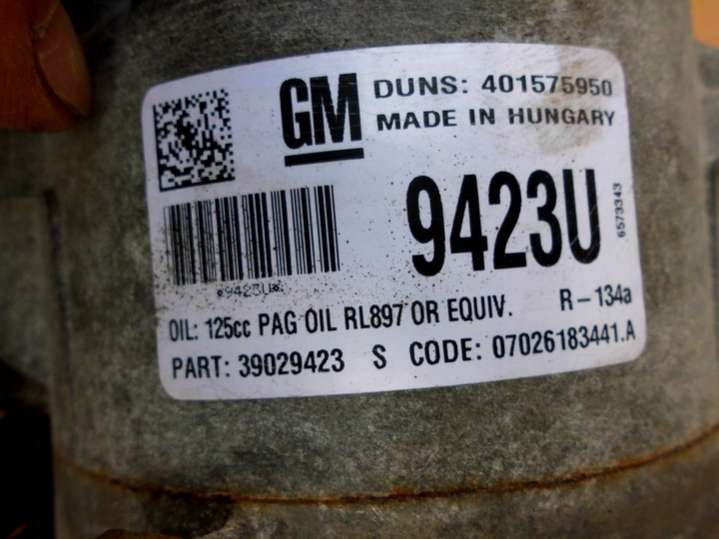 GM
DUNS: 401575950
MADE IN HUNGARY
9423U
6573343
*9423U*
OIL: 125cc PAG OIL RL897 OR EQUIV. R-134a
PART: 39029423 S CODE: 07026183441.A